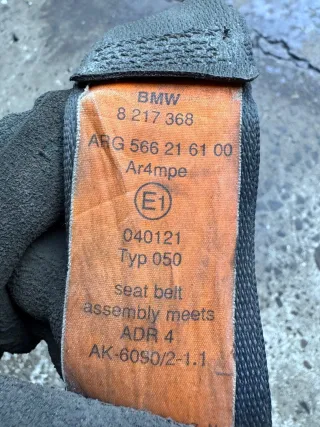 BMW
8 217 368
ARG 566 21 61 00
Ar4mpe
E1
040121
Typ 050
seat belt
assembly meets
ADR 4
AK-6090/2-1.1